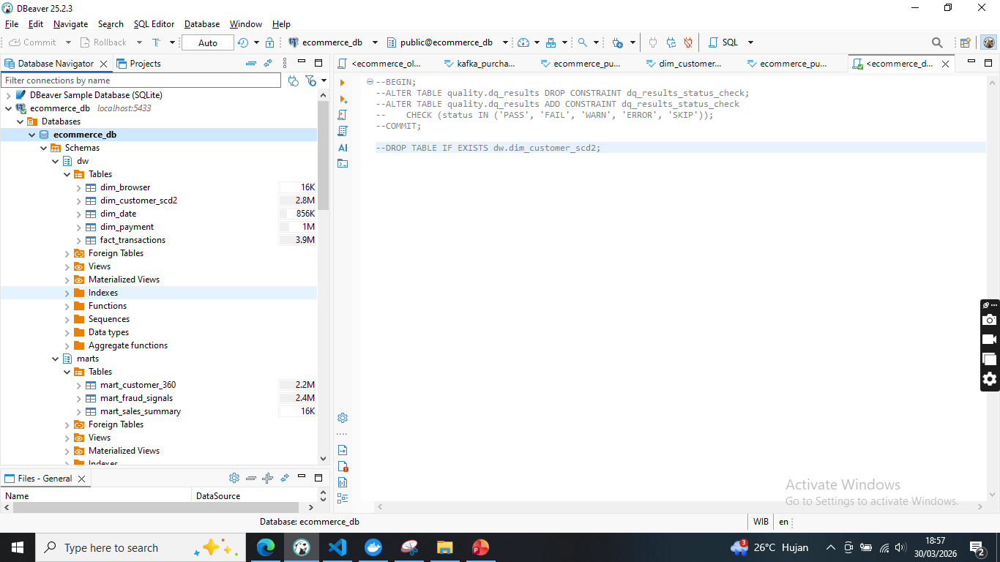 DBeaver 25.2.3
File Edit Navigate Search SQL Editor Database Window Help
Commit Rollback T Auto ecommerce_db public@ecommerce_db SQL
Database Navigator Projects
Filter connections by name
DBeaver Sample Database (SQLite)
ecommerce_db localhost:5433
Databases
ecommerce_db
Schemas
dw
Tables
dim_browser 16K
dim_customer_scd2 2.8M
dim_date 856K
dim_payment 1M
fact_transactions 3.9M
Foreign Tables
Views
Materialized Views
Indexes
Functions
Sequences
Data types
Aggregate functions
marts
Tables
mart_customer_360 2.2M
mart_fraud_signals 2.4M
mart_sales_summary 16K
Foreign Tables
Views
Materialized Views
Indexes
Files - General
Name DataSource
<ecommerce_ol... kafka_purcha... ecommerce_pu... dim_customer... ecommerce_pu... <ecommerce_d...
--BEGIN;
--ALTER TABLE quality.dq_results DROP CONSTRAINT dq_results_status_check;
--ALTER TABLE quality.dq_results ADD CONSTRAINT dq_results_status_check
--    CHECK (status IN ('PASS', 'FAIL', 'WARN', 'ERROR', 'SKIP'));
--COMMIT;
--DROP TABLE IF EXISTS dw.dim_customer_scd2;
AI
Activate Windows
Go to Settings to activate Windows.
Database: ecommerce_db WIB en
Type here to search
3
26°C Hujan
18:57
30/03/2026
2